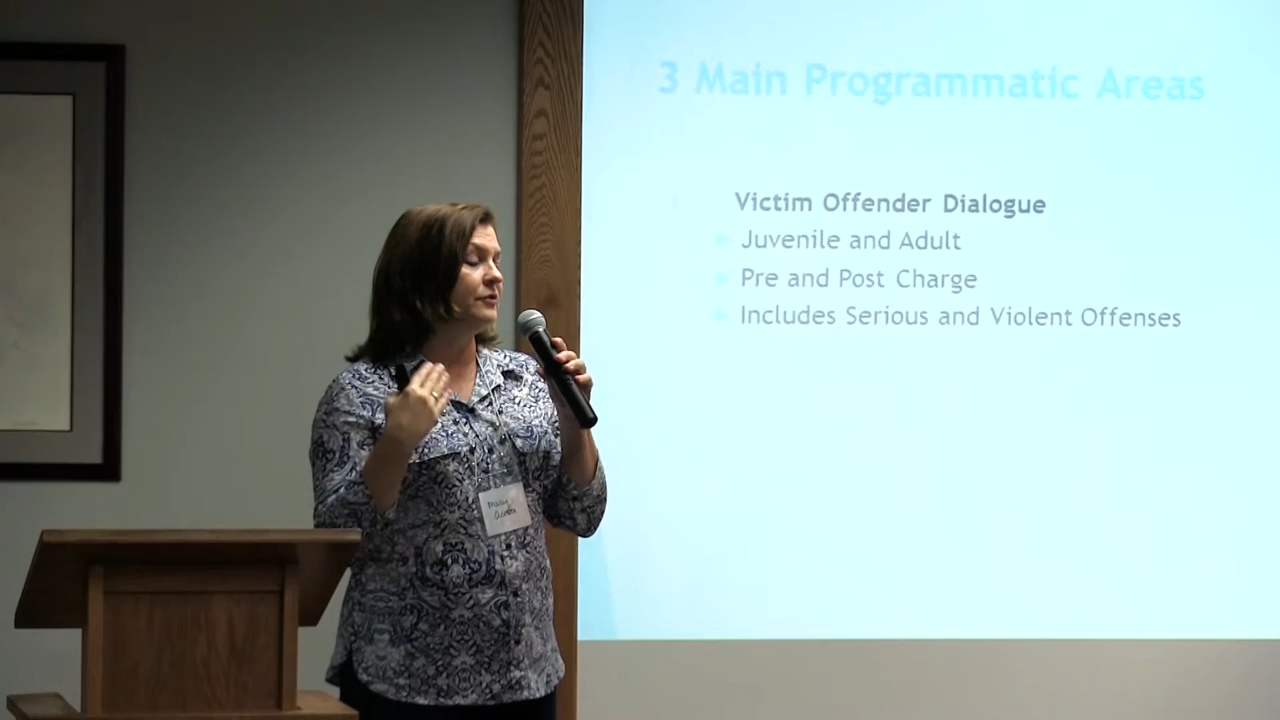 3 Main Programmatic Areas
Victim Offender Dialogue
Juvenile and Adult
Pre and Post Charge
Includes Serious and Violent Offenses